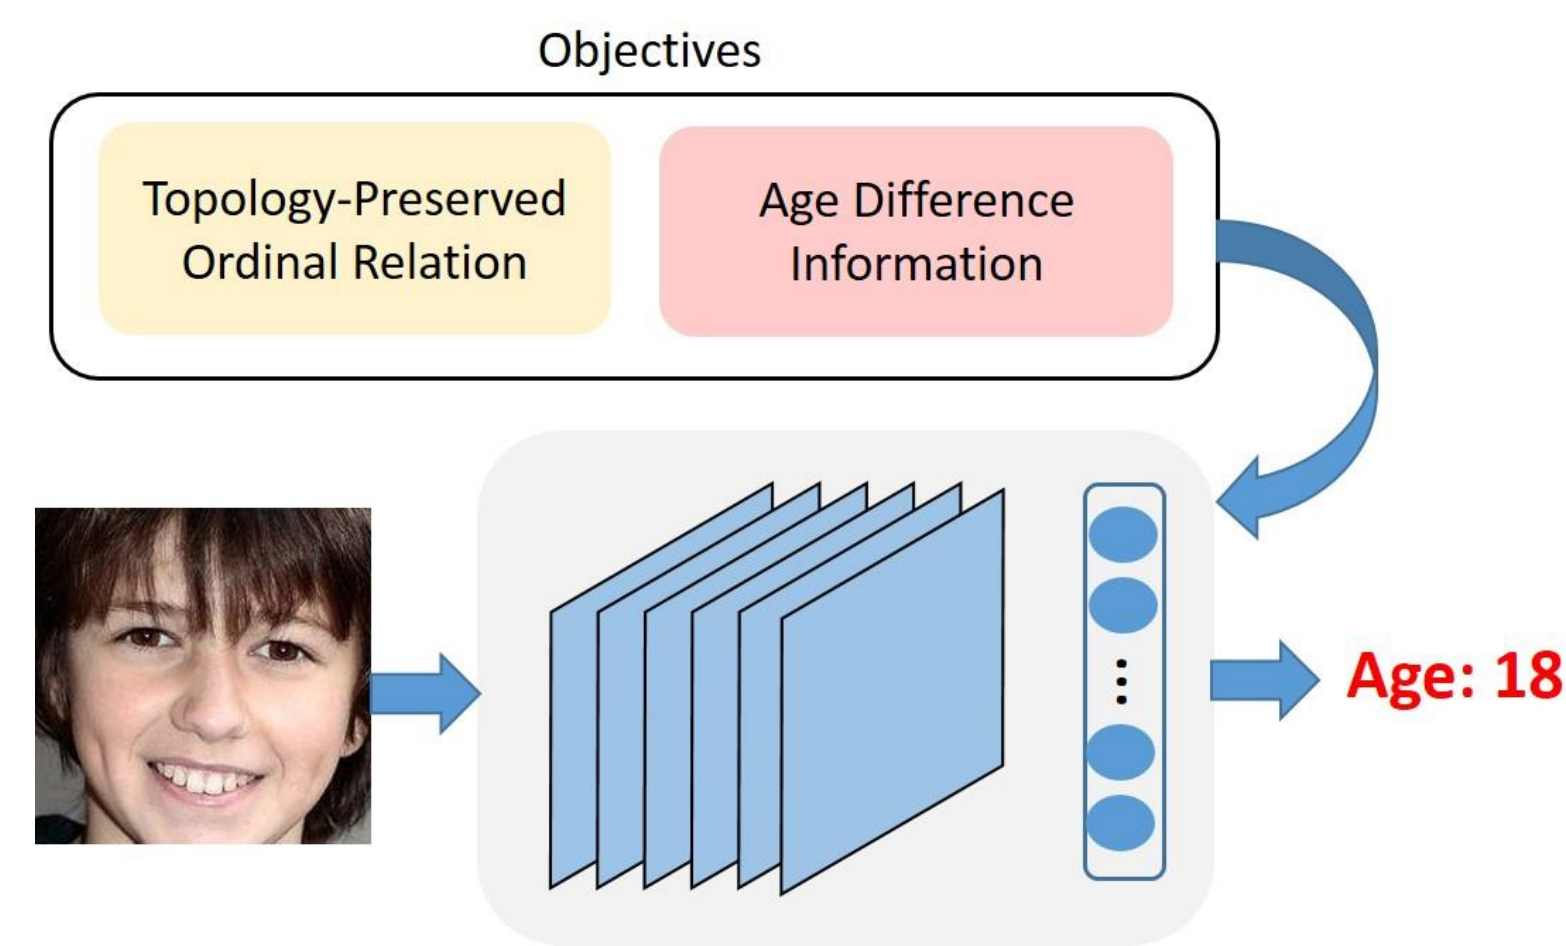 Objectives
Topology-Preserved
Ordinal Relation
Age Difference
Information
Age: 18